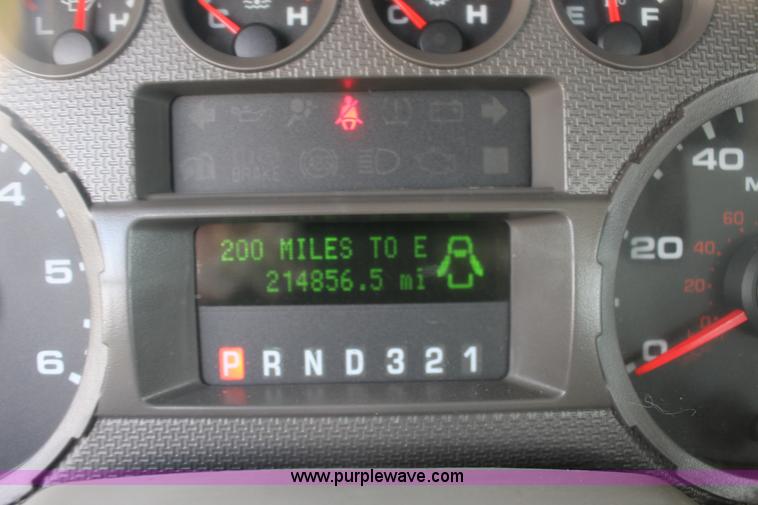 L H
C H
C H
E F
BRAKE
4
5
6
200 MILES TO E
214856.5 mi
P R N D 3 2 1
40
60
20
40
20
0
www.purplewave.com